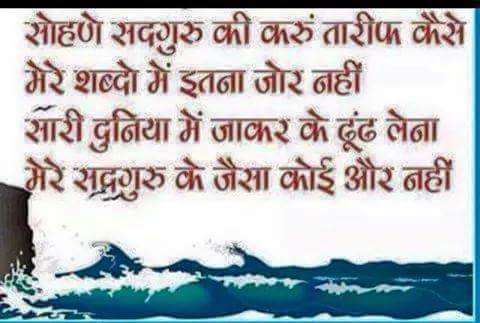 सोहणे सदगुरु की करुं तारीफ कैसे
मेरे शब्दो में इतना जोर नहीं
सारी दुनिया में जाकर के ढूंढ लेना
मेरे सद्गुरु के जैसा कोई और नहीं